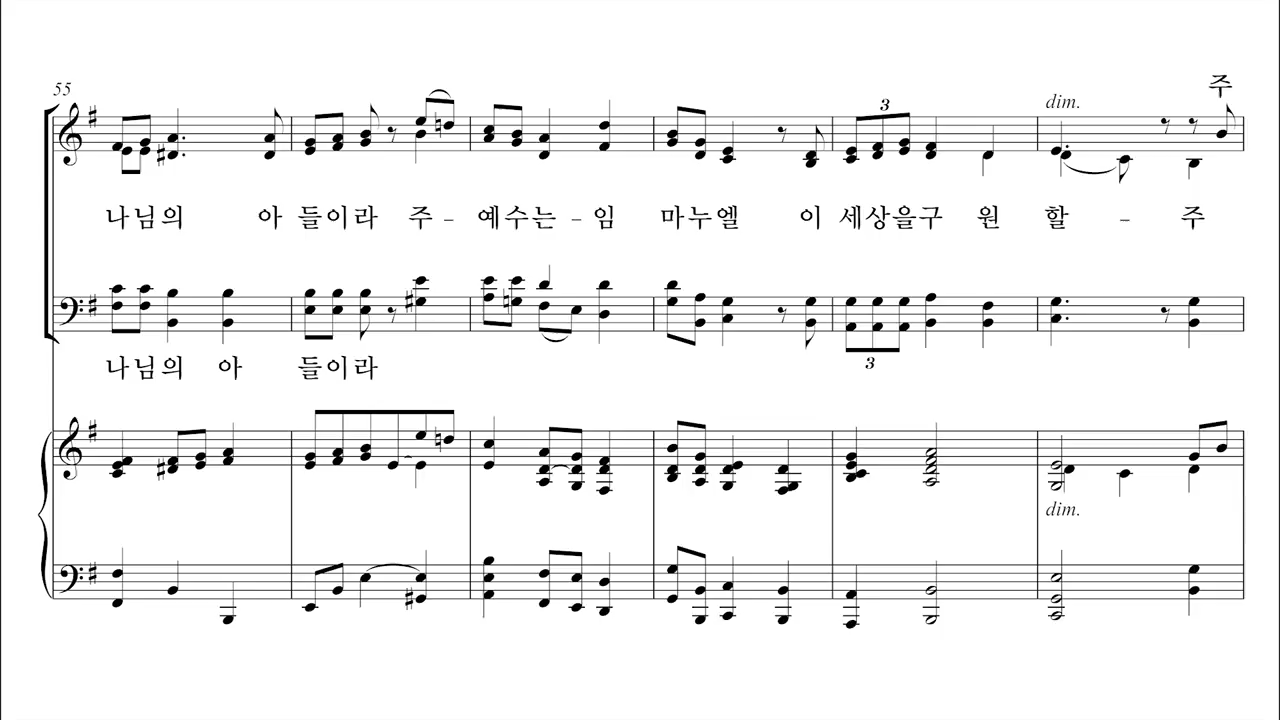 55
dim.
주
3
나님의 아 들이라 주 - 예수는 - 임 마누엘 이 세상을구 원 할 - 주
3
나님의 아 들이라
dim.